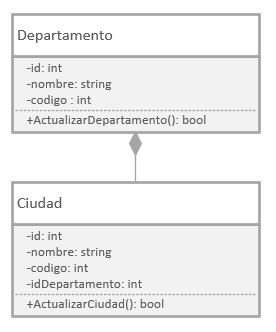 Departamento
-id: int
-nombre: string
-codigo : int
+ActualizarDepartamento(): bool
Ciudad
-id: int
-nombre: string
-codigo: int
-idDepartamento: int
+ActualizarCiudad(): bool